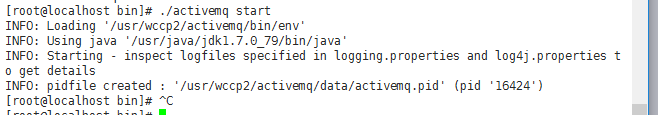 [root@localhost bin]# ./activemq start
INFO: Loading '/usr/wccp2/activemq/bin/env'
INFO: Using java '/usr/java/jdk1.7.0_79/bin/java'
INFO: Starting - inspect logfiles specified in logging.properties and log4j.properties t
o get details
INFO: pidfile created : '/usr/wccp2/activemq/data/activemq.pid' (pid '16424')
[root@localhost bin]# ^C
[root@localhost bin]#